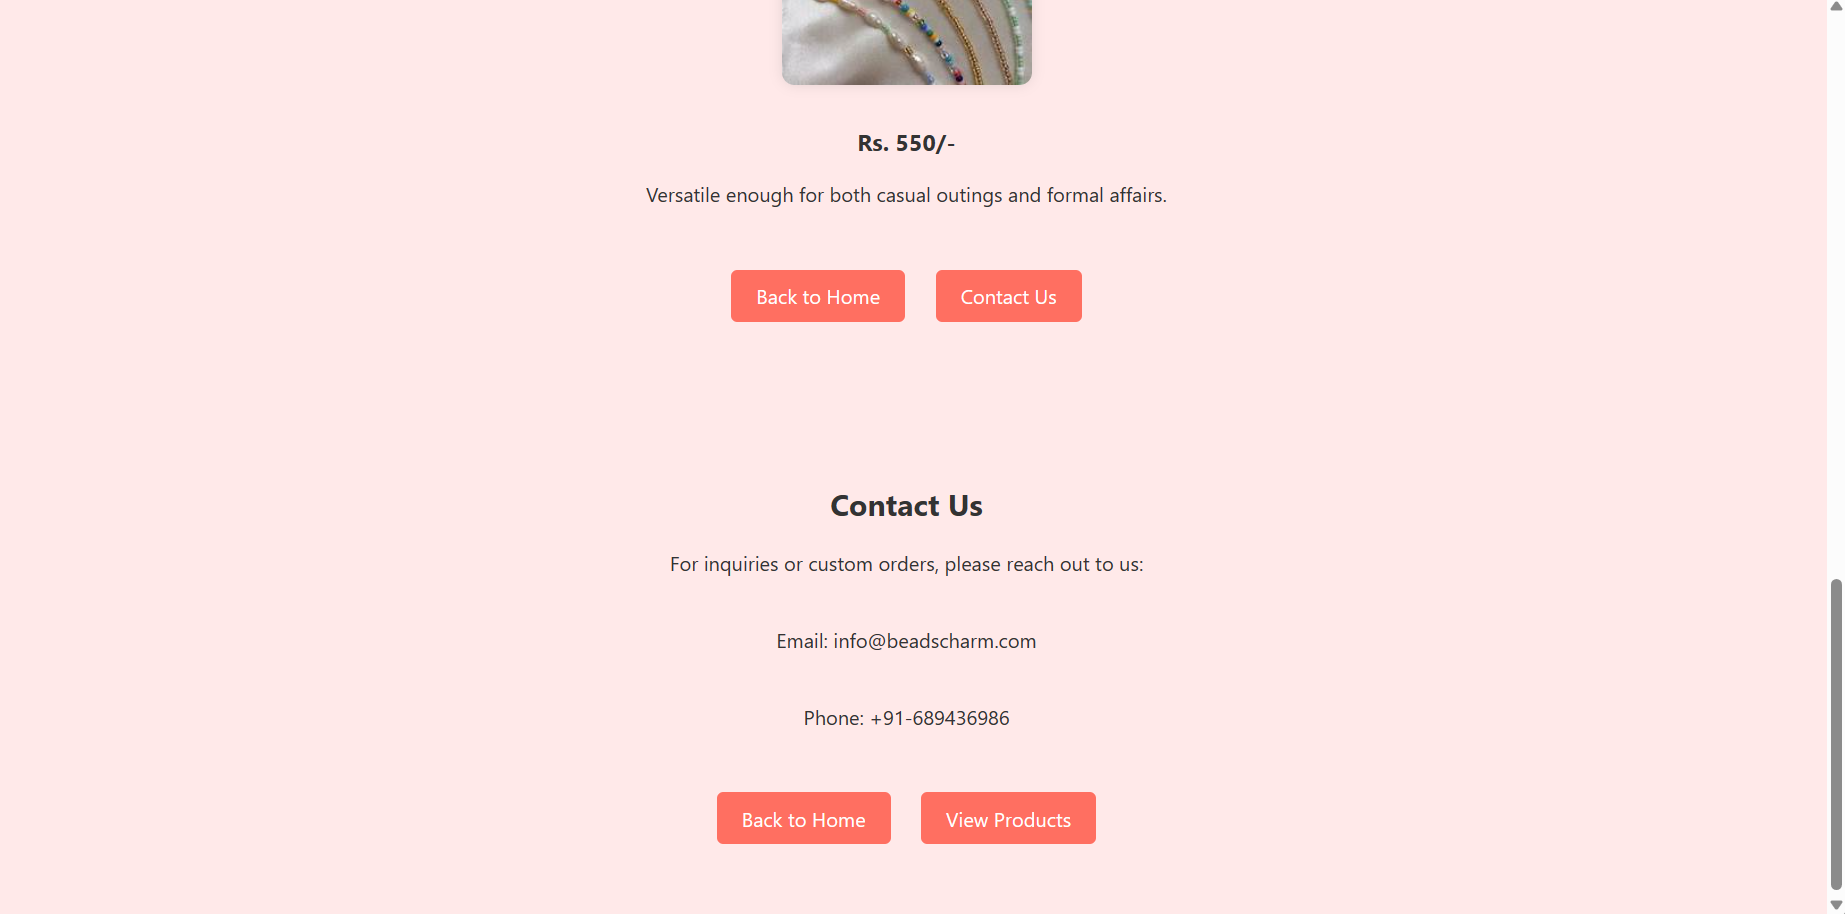 Rs. 550/-
Versatile enough for both casual outings and formal affairs.
Back to Home
Contact Us
Contact Us
For inquiries or custom orders, please reach out to us:
Email: info@beadscharm.com
Phone: +91-689436986
Back to Home
View Products